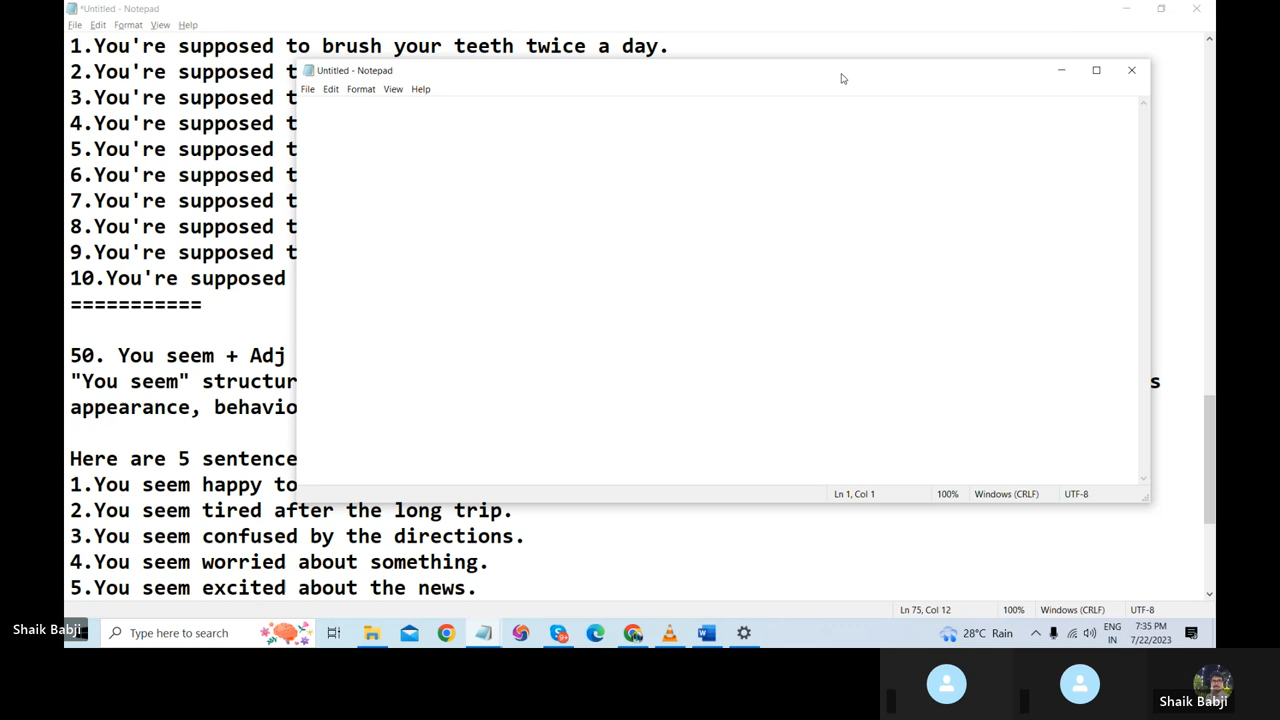 *Untitled - Notepad
File Edit Format View Help
1.You're supposed to brush your teeth twice a day.
2.You're supposed t
3.You're supposed t
4.You're supposed t
5.You're supposed t
6.You're supposed t
7.You're supposed t
8.You're supposed t
9.You're supposed t
10.You're supposed
===========
50. You seem + Adj
"You seem" structur s
appearance, behavio
Here are 5 sentence
1.You seem happy to
2.You seem tired after the long trip.
3.You seem confused by the directions.
4.You seem worried about something.
5.You seem excited about the news.
Untitled - Notepad
File Edit Format View Help
Ln 1, Col 1 100% Windows (CRLF) UTF-8
Ln 75, Col 12 100% Windows (CRLF) UTF-8
Shaik Babji
Type here to search
28°C Rain
ENG
IN
7:35 PM
7/22/2023
Shaik Babji